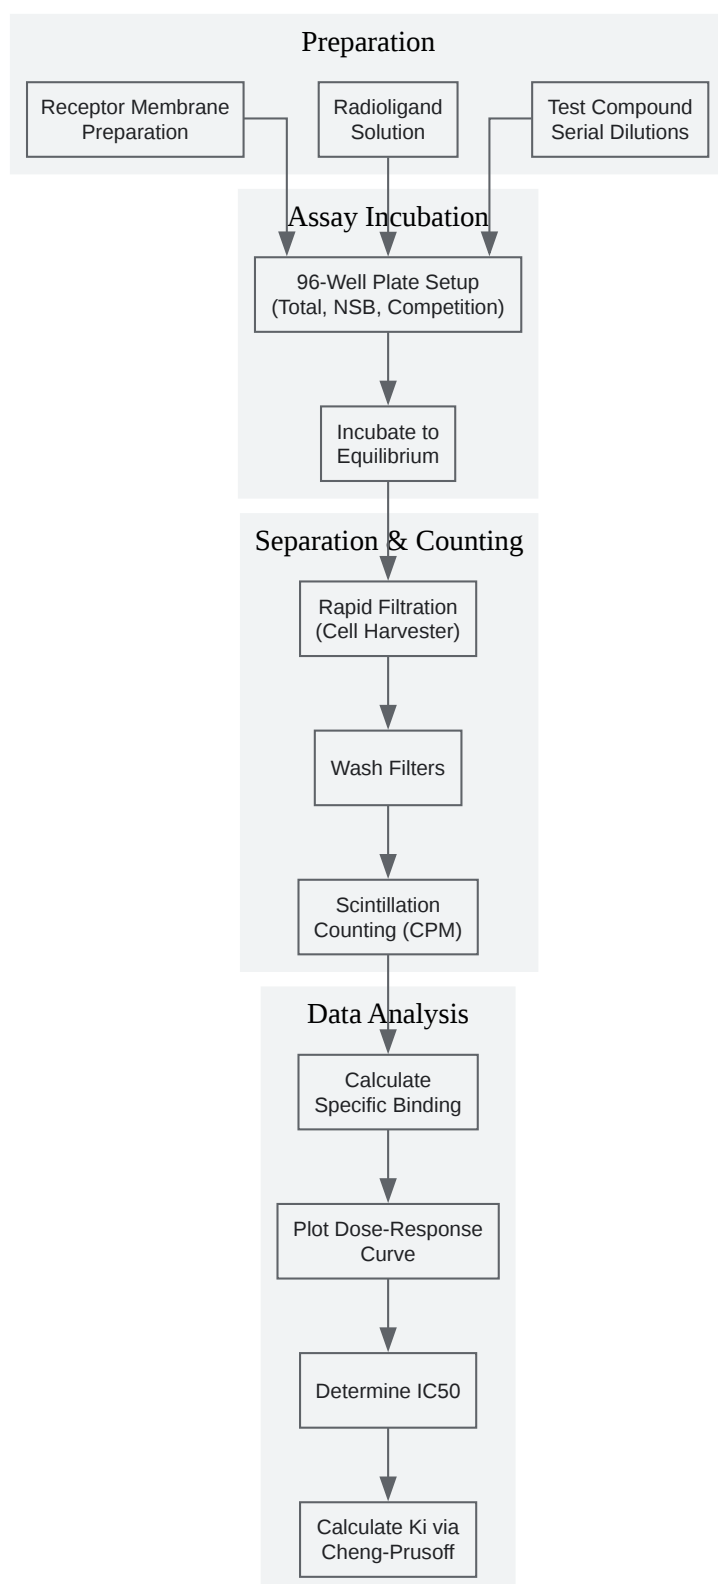 Preparation
Receptor Membrane
Preparation
Radioligand
Solution
Test Compound
Serial Dilutions
Assay Incubation
96-Well Plate Setup
(Total, NSB, Competition)
Incubate to
Equilibrium
Separation & Counting
Rapid Filtration
(Cell Harvester)
Wash Filters
Scintillation
Counting (CPM)
Data Analysis
Calculate
Specific Binding
Plot Dose-Response
Curve
Determine IC50
Calculate Ki via
Cheng-Prusoff